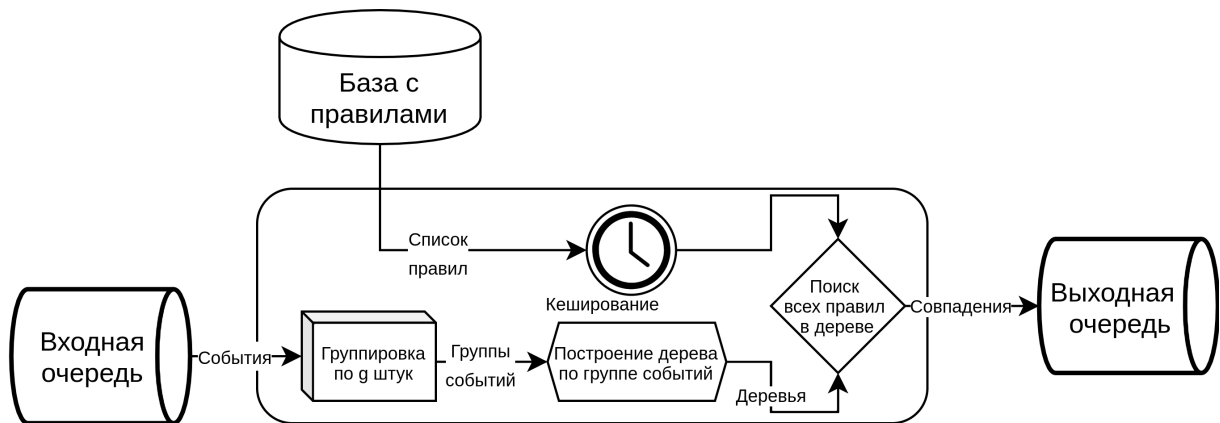 База с
правилами
Список
правил
Кеширование
Входная
очередь
События
Группировка
по g штук
Группы
событий
Построение дерева
по группе событий
Деревья
Поиск
всех правил
в дереве
Совпадения
Выходная
очередь